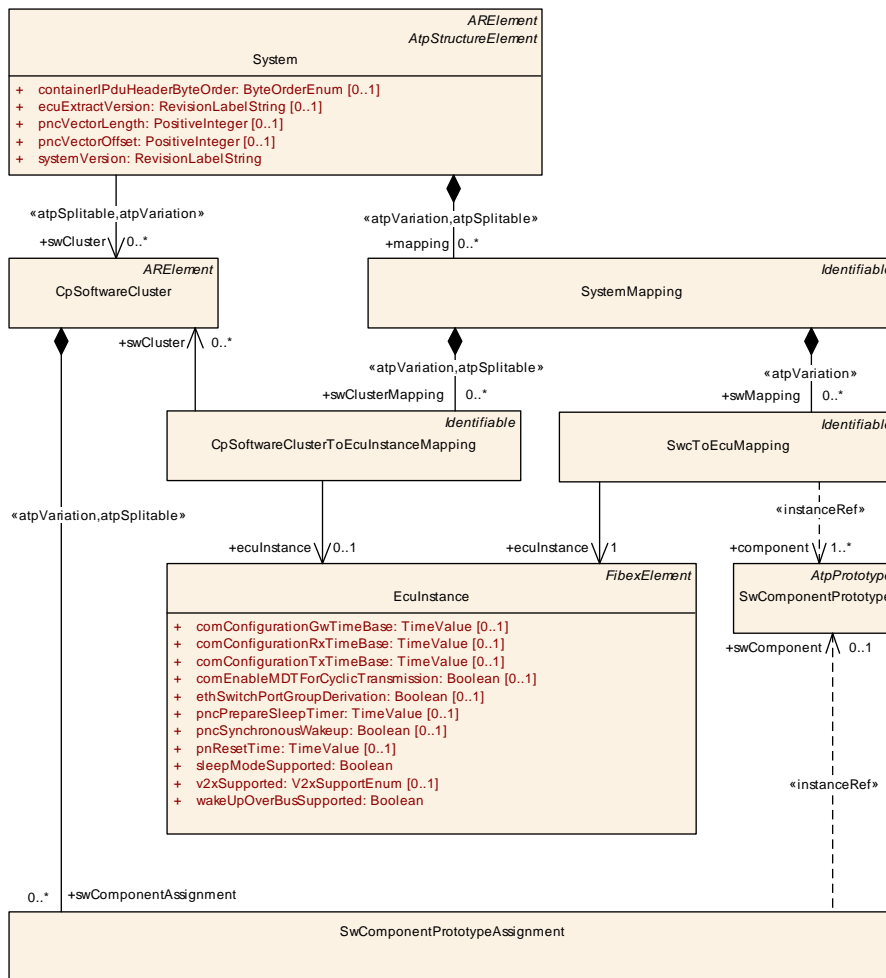 ARElement
AtpStructureElement
System
+ containerIPduHeaderByteOrder: ByteOrderEnum [0..1]
+ ecuExtractVersion: RevisionLabelString [0..1]
+ pncVectorLength: PositiveInteger [0..1]
+ pncVectorOffset: PositiveInteger [0..1]
+ systemVersion: RevisionLabelString
«atpSplitable,atpVariation»
«atpVariation,atpSplitable»
+swCluster 0..*
+mapping 0..*
ARElement
CpSoftwareCluster
Identifiable
SystemMapping
+swCluster 0..*
«atpVariation,atpSplitable»
«atpVariation»
+swClusterMapping 0..*
+swMapping 0..*
Identifiable
CpSoftwareClusterToEcuInstanceMapping
Identifiable
SwcToEcuMapping
«atpVariation,atpSplitable»
«instanceRef»
+ecuInstance 0..1
+ecuInstance 1
+component 1..*
FibexElement
EcuInstance
+ comConfigurationGwTimeBase: TimeValue [0..1]
+ comConfigurationRxTimeBase: TimeValue [0..1]
+ comConfigurationTxTimeBase: TimeValue [0..1]
+ comEnableMDTForCyclicTransmission: Boolean [0..1]
+ ethSwitchPortGroupDerivation: Boolean [0..1]
+ pncPrepareSleepTimer: TimeValue [0..1]
+ pncSynchronousWakeup: Boolean [0..1]
+ pnResetTime: TimeValue [0..1]
+ sleepModeSupported: Boolean
+ v2xSupported: V2xSupportEnum [0..1]
+ wakeUpOverBusSupported: Boolean
AtpPrototype
SwComponentPrototype
+swComponent 0..1
«instanceRef»
0..* +swComponentAssignment
SwComponentPrototypeAssignment